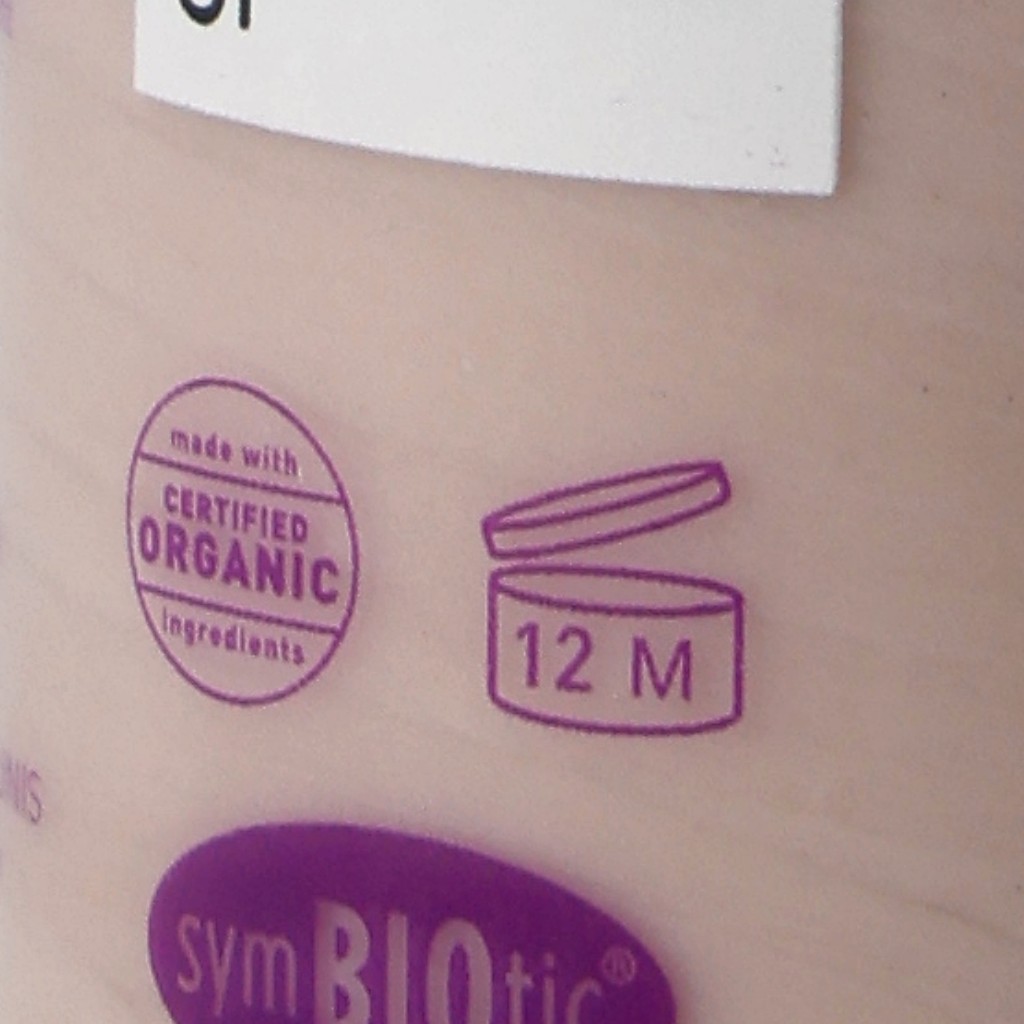 made with
CERTIFIED
ORGANIC
ingredients
12 M
symBIOtic®